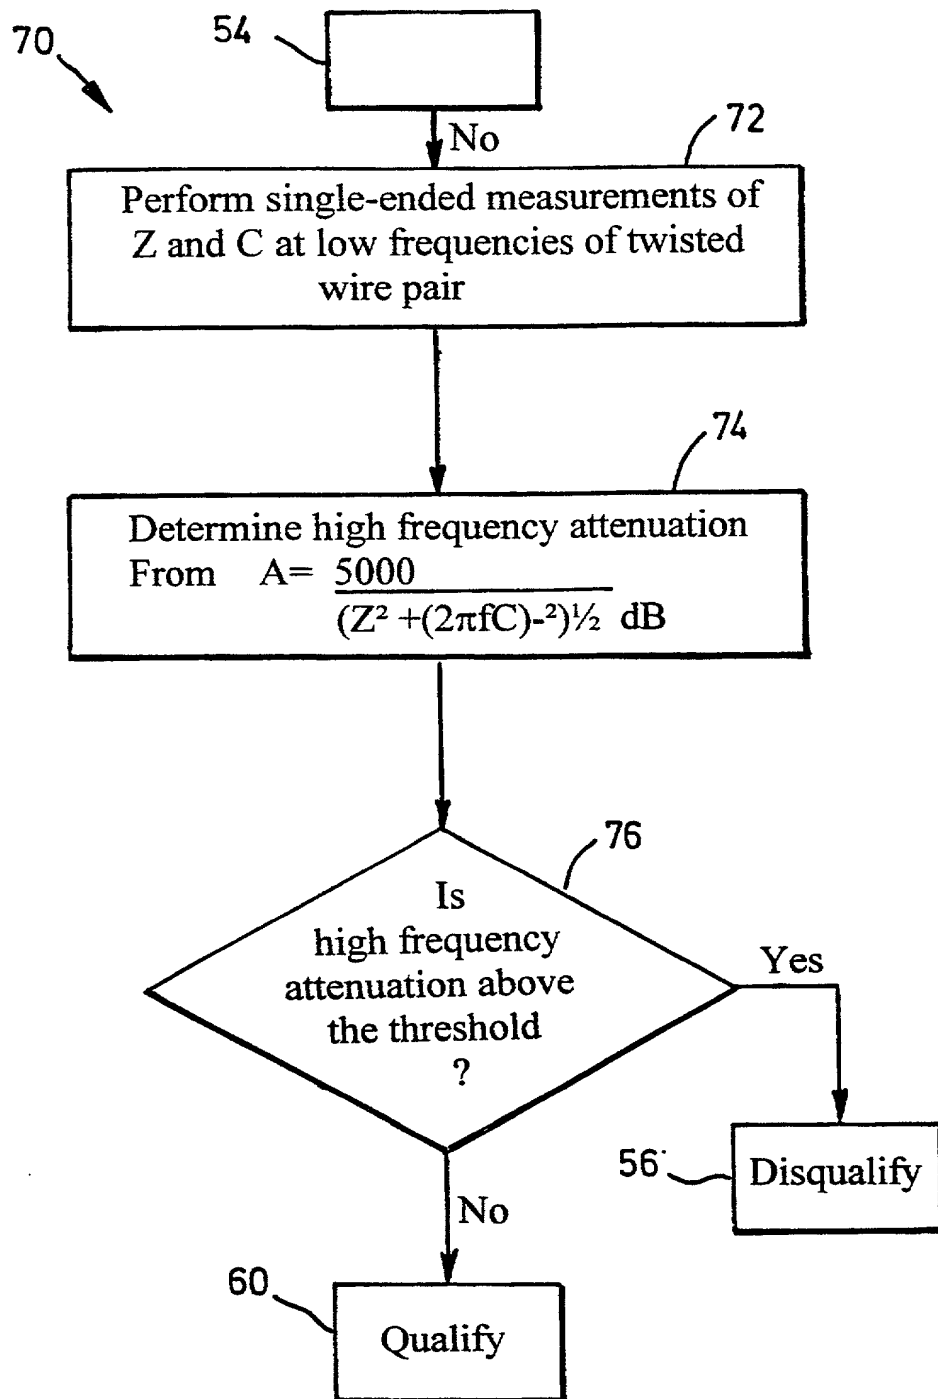 70
54
No
72
Perform single-ended measurements of
Z and C at low frequencies of twisted
wire pair
74
Determine high frequency attenuation
From A= 5000
(Z² +(2πfC)-²)½ dB
76
Is
high frequency
attenuation above
the threshold
?
Yes
56
Disqualify
No
60
Qualify